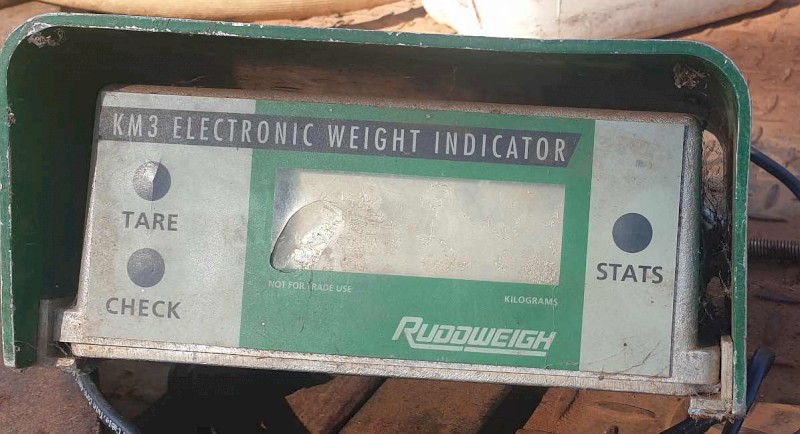 KM3 ELECTRONIC WEIGHT INDICATOR
TARE
CHECK
STATS
NOT FOR TRADE USE
KILOGRAMS
RUDDWEIGH